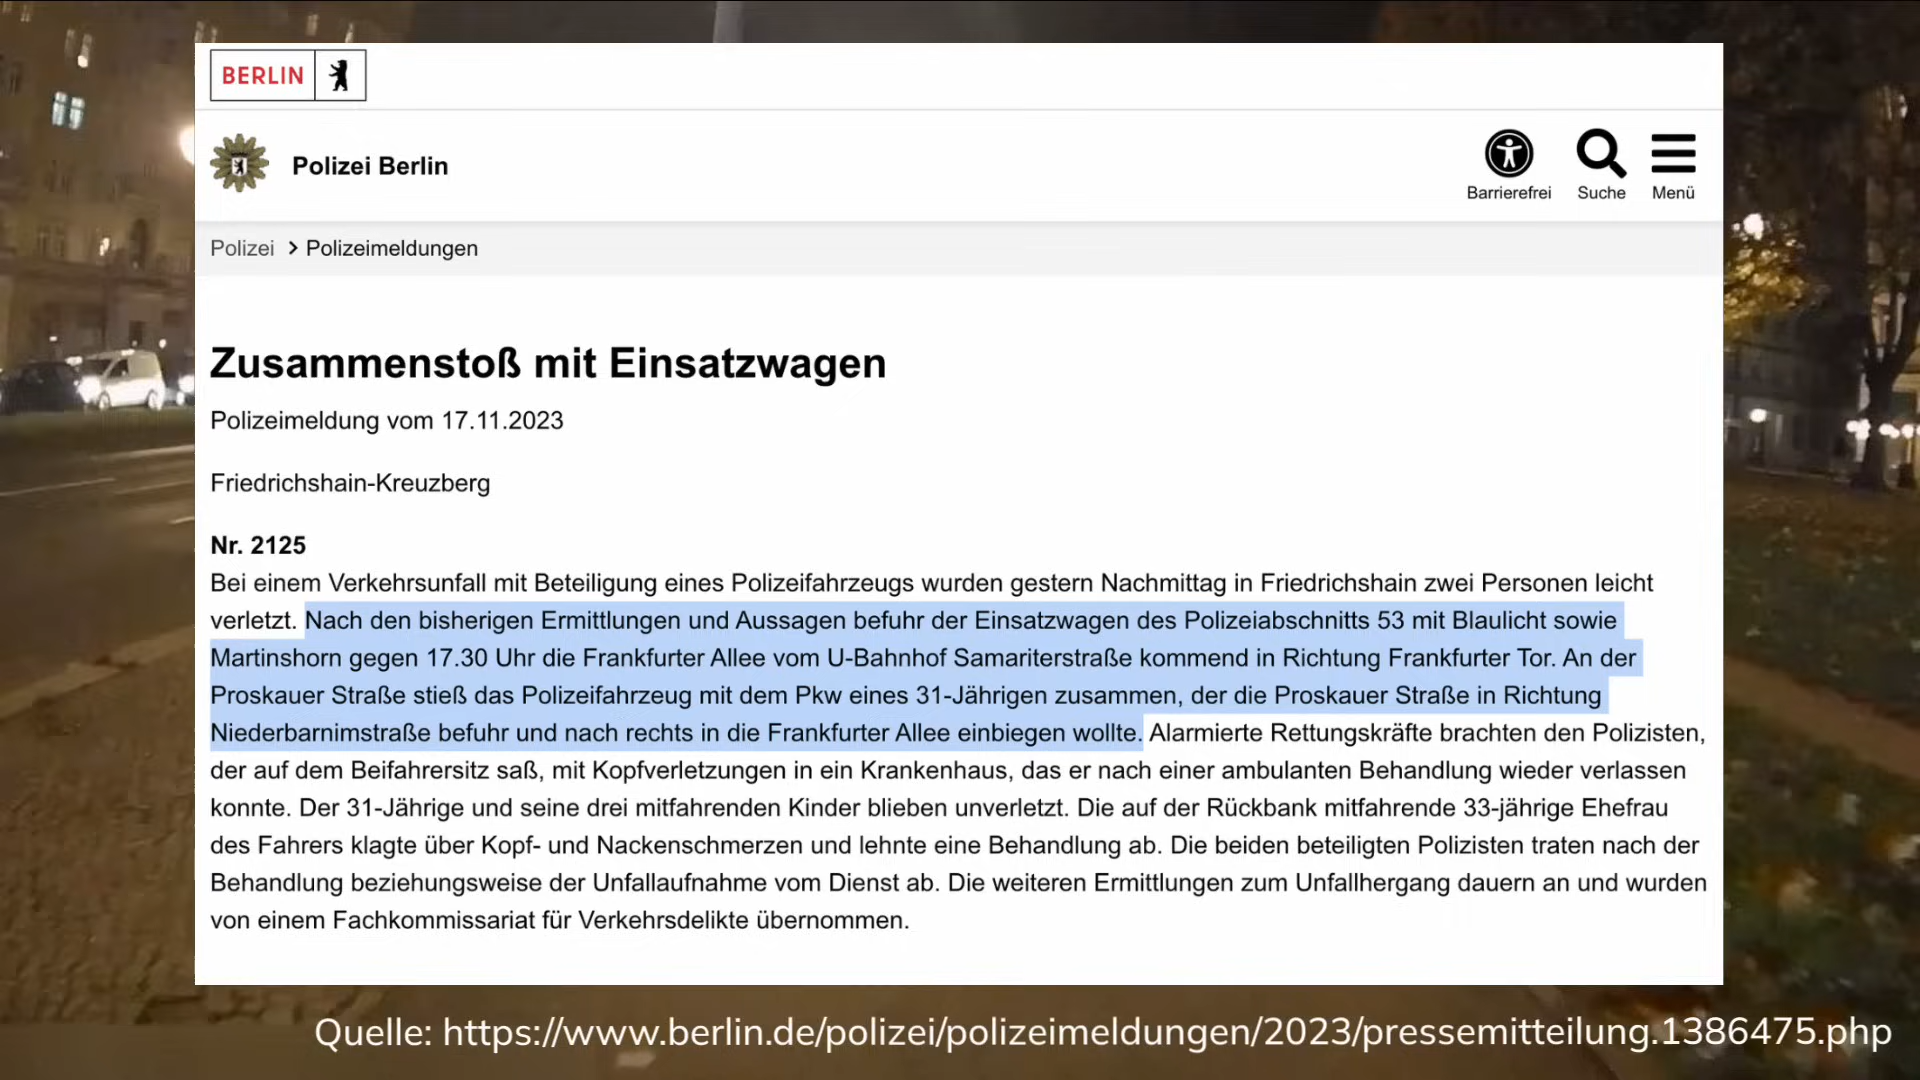 BERLIN
Polizei Berlin
Barrierefrei
Suche
Menü
Polizei > Polizeimeldungen
Zusammenstoß mit Einsatzwagen
Polizeimeldung vom 17.11.2023
Friedrichshain-Kreuzberg
Nr. 2125
Bei einem Verkehrsunfall mit Beteiligung eines Polizeifahrzeugs wurden gestern Nachmittag in Friedrichshain zwei Personen leicht
verletzt. Nach den bisherigen Ermittlungen und Aussagen befuhr der Einsatzwagen des Polizeiabschnitts 53 mit Blaulicht sowie
Martinshorn gegen 17.30 Uhr die Frankfurter Allee vom U-Bahnhof Samariterstraße kommend in Richtung Frankfurter Tor. An der
Proskauer Straße stieß das Polizeifahrzeug mit dem Pkw eines 31-Jährigen zusammen, der die Proskauer Straße in Richtung
Niederbarnimstraße befuhr und nach rechts in die Frankfurter Allee einbiegen wollte. Alarmierte Rettungskräfte brachten den Polizisten,
der auf dem Beifahrersitz saß, mit Kopfverletzungen in ein Krankenhaus, das er nach einer ambulanten Behandlung wieder verlassen
konnte. Der 31-Jährige und seine drei mitfahrenden Kinder blieben unverletzt. Die auf der Rückbank mitfahrende 33-jährige Ehefrau
des Fahrers klagte über Kopf- und Nackenschmerzen und lehnte eine Behandlung ab. Die beiden beteiligten Polizisten traten nach der
Behandlung beziehungsweise der Unfallaufnahme vom Dienst ab. Die weiteren Ermittlungen zum Unfallhergang dauern an und wurden
von einem Fachkommissariat für Verkehrsdelikte übernommen.
Quelle: https://www.berlin.de/polizei/polizeimeldungen/2023/pressemitteilung.1386475.php